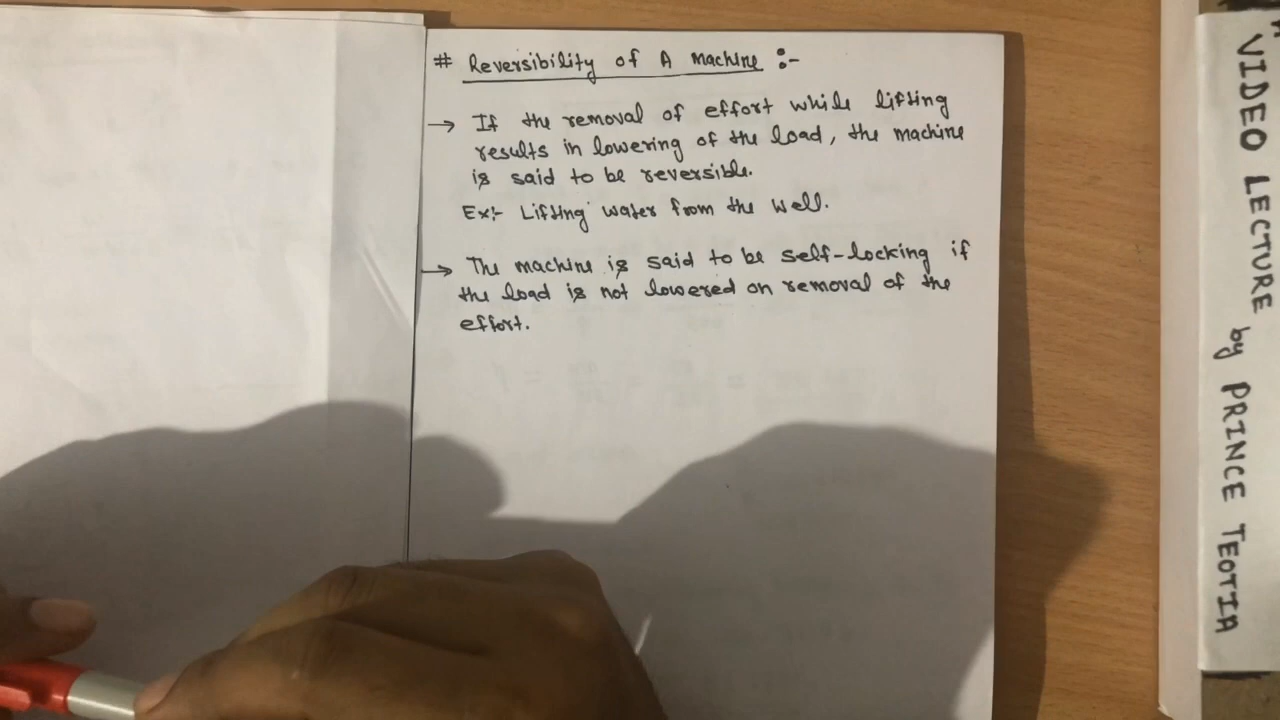 # Reversibility of A Machine :-
→ If the removal of effort while lifting
results in lowering of the load, the machine
is said to be reversible.
Ex:- Lifting water from the well.
→ The machine is said to be self-locking if
the load is not lowered on removal of the
effort.
VIDEO LECTURE by PRINCE TEOTIA